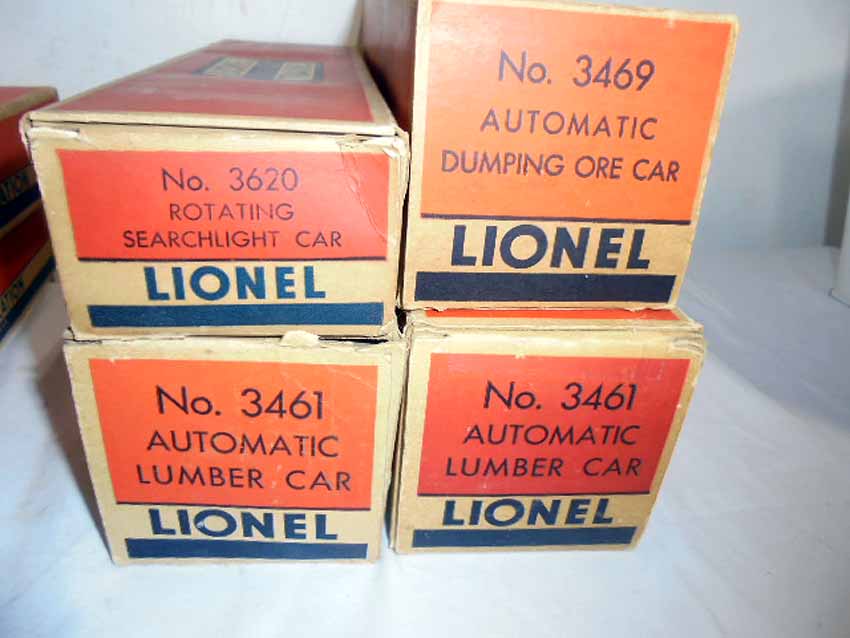 No. 3620
ROTATING
SEARCHLIGHT CAR
LIONEL
No. 3469
AUTOMATIC
DUMPING ORE CAR
LIONEL
No. 3461
AUTOMATIC
LUMBER CAR
LIONEL
No. 3461
AUTOMATIC
LUMBER CAR
LIONEL